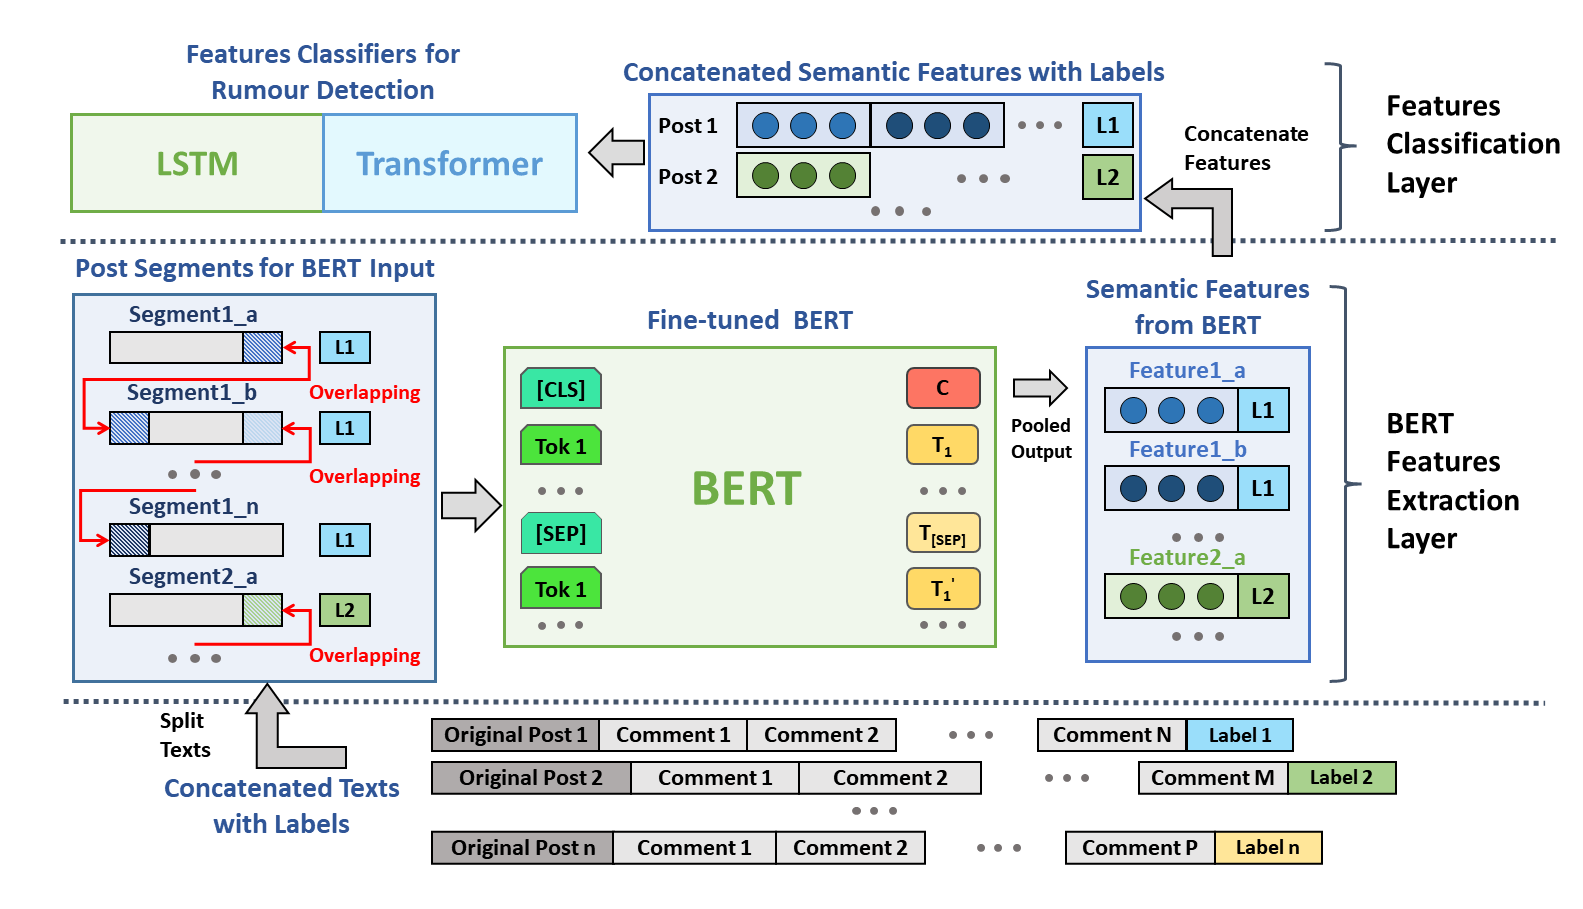 Features Classifiers for
Rumour Detection
LSTM
Transformer
Concatenated Semantic Features with Labels
Post 1
L1
Post 2
L2
Concatenate
Features
Features
Classification
Layer
Post Segments for BERT Input
Segment1_a
L1
Overlapping
Segment1_b
L1
Overlapping
Segment1_n
L1
Segment2_a
L2
Overlapping
Fine-tuned BERT
[CLS]
Tok 1
[SEP]
Tok 1
BERT
C
T1
T[SEP]
T1'
Pooled
Output
Semantic Features
from BERT
Feature1_a
L1
Feature1_b
L1
Feature2_a
L2
BERT
Features
Extraction
Layer
Split
Texts
Concatenated Texts
with Labels
Original Post 1 Comment 1 Comment 2 Comment N Label 1
Original Post 2 Comment 1 Comment 2 Comment M Label 2
Original Post n Comment 1 Comment 2 Comment P Label n